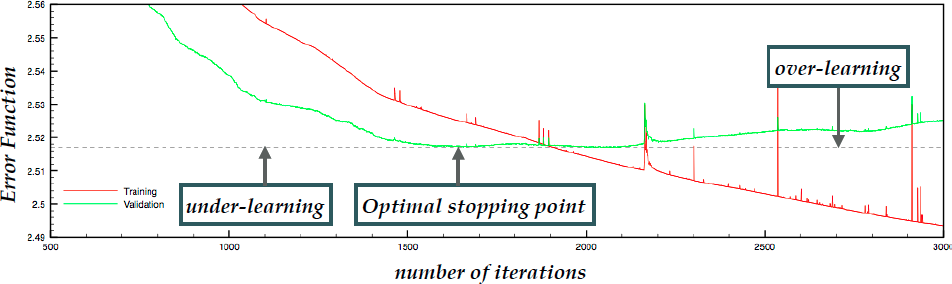 2.56
2.55
2.54
2.53
2.52
2.51
2.5
2.49
Error Function
over-learning
under-learning
Optimal stopping point
Training
Validation
500
1000
1500
2000
2500
3000
number of iterations